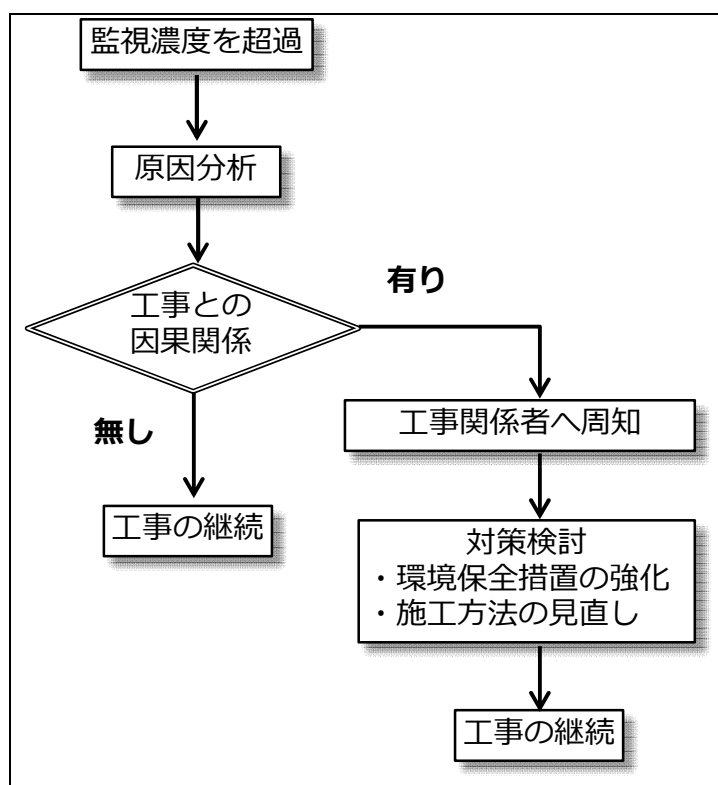 監視濃度を超過
原因分析
工事との
因果関係
有り
無し
工事関係者へ周知
工事の継続
対策検討
・環境保全措置の強化
・施工方法の見直し
工事の継続